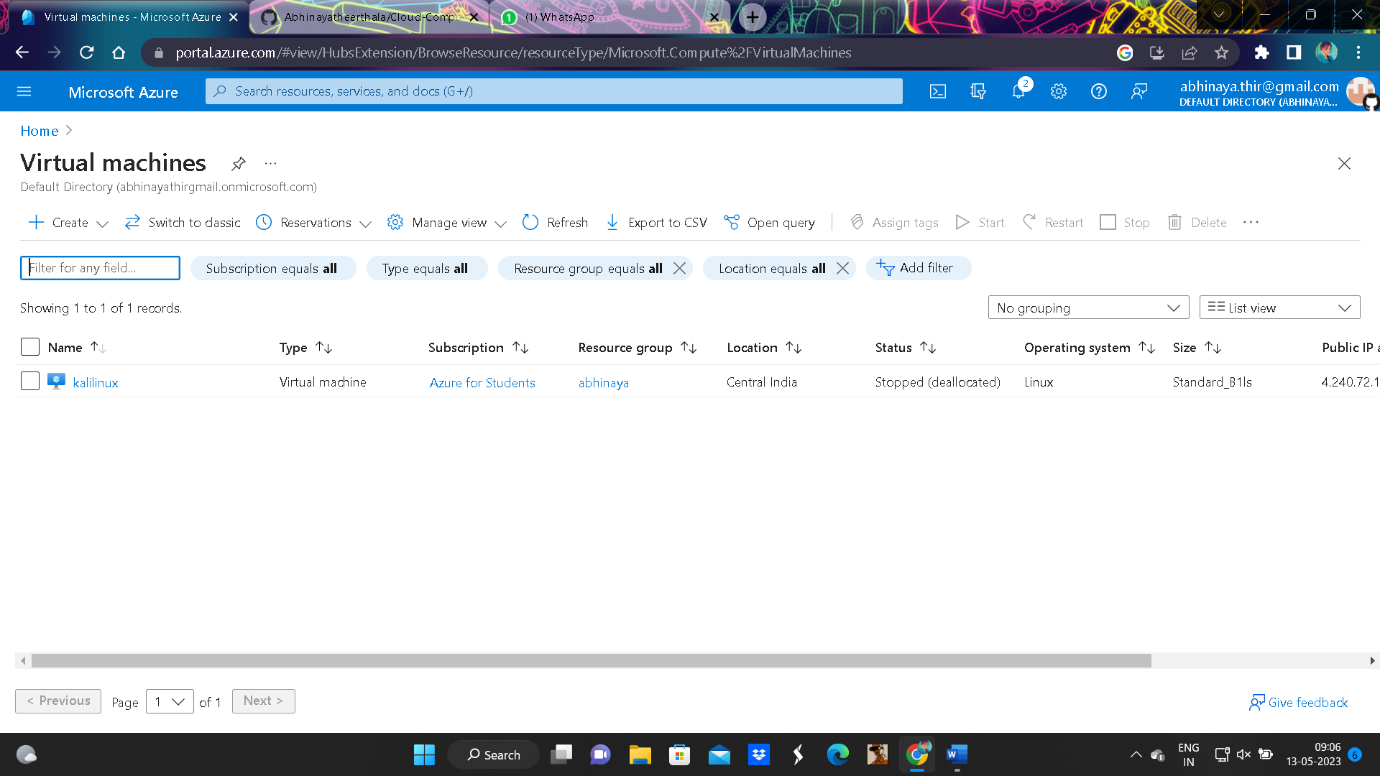 Virtual machines - Microsoft Azure
Abhinayatheerthala/Cloud-Comp
(1) WhatsApp
portal.azure.com/#view/HubsExtension/BrowseResource/resourceType/Microsoft.Compute%2FVirtualMachines
Microsoft Azure
Search resources, services, and docs (G+/)
2
abhinaya.thir@gmail.com
DEFAULT DIRECTORY (ABHINAYA...
Home
Virtual machines
Default Directory (abhinayathirgmail.onmicrosoft.com)
Create Switch to classic Reservations Manage view Refresh Export to CSV Open query Assign tags Start Restart Stop Delete
Filter for any field... Subscription equals all Type equals all Resource group equals all Location equals all Add filter
Showing 1 to 1 of 1 records.
No grouping List view
Name Type Subscription Resource group Location Status Operating system Size Public IP a
kalilinux Virtual machine Azure for Students abhinaya Central India Stopped (deallocated) Linux Standard_B1ls 4.240.72.1
< Previous Page 1 of 1 Next >
Give feedback
Search
ENG
IN
09:06
13-05-2023
6